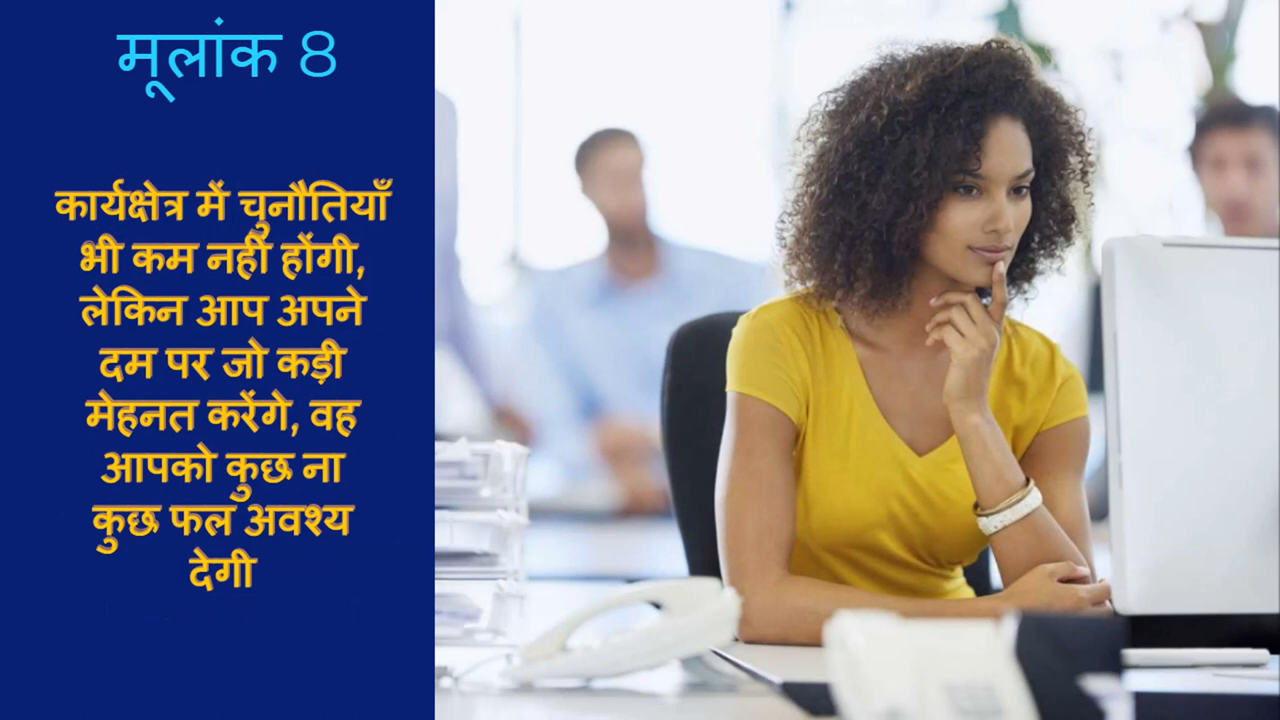 मूलांक 8
कार्यक्षेत्र में चुनौतियाँ
भी कम नहीं होंगी,
लेकिन आप अपने
दम पर जो कड़ी
मेहनत करेंगे, वह
आपको कुछ ना
कुछ फल अवश्य
देगी